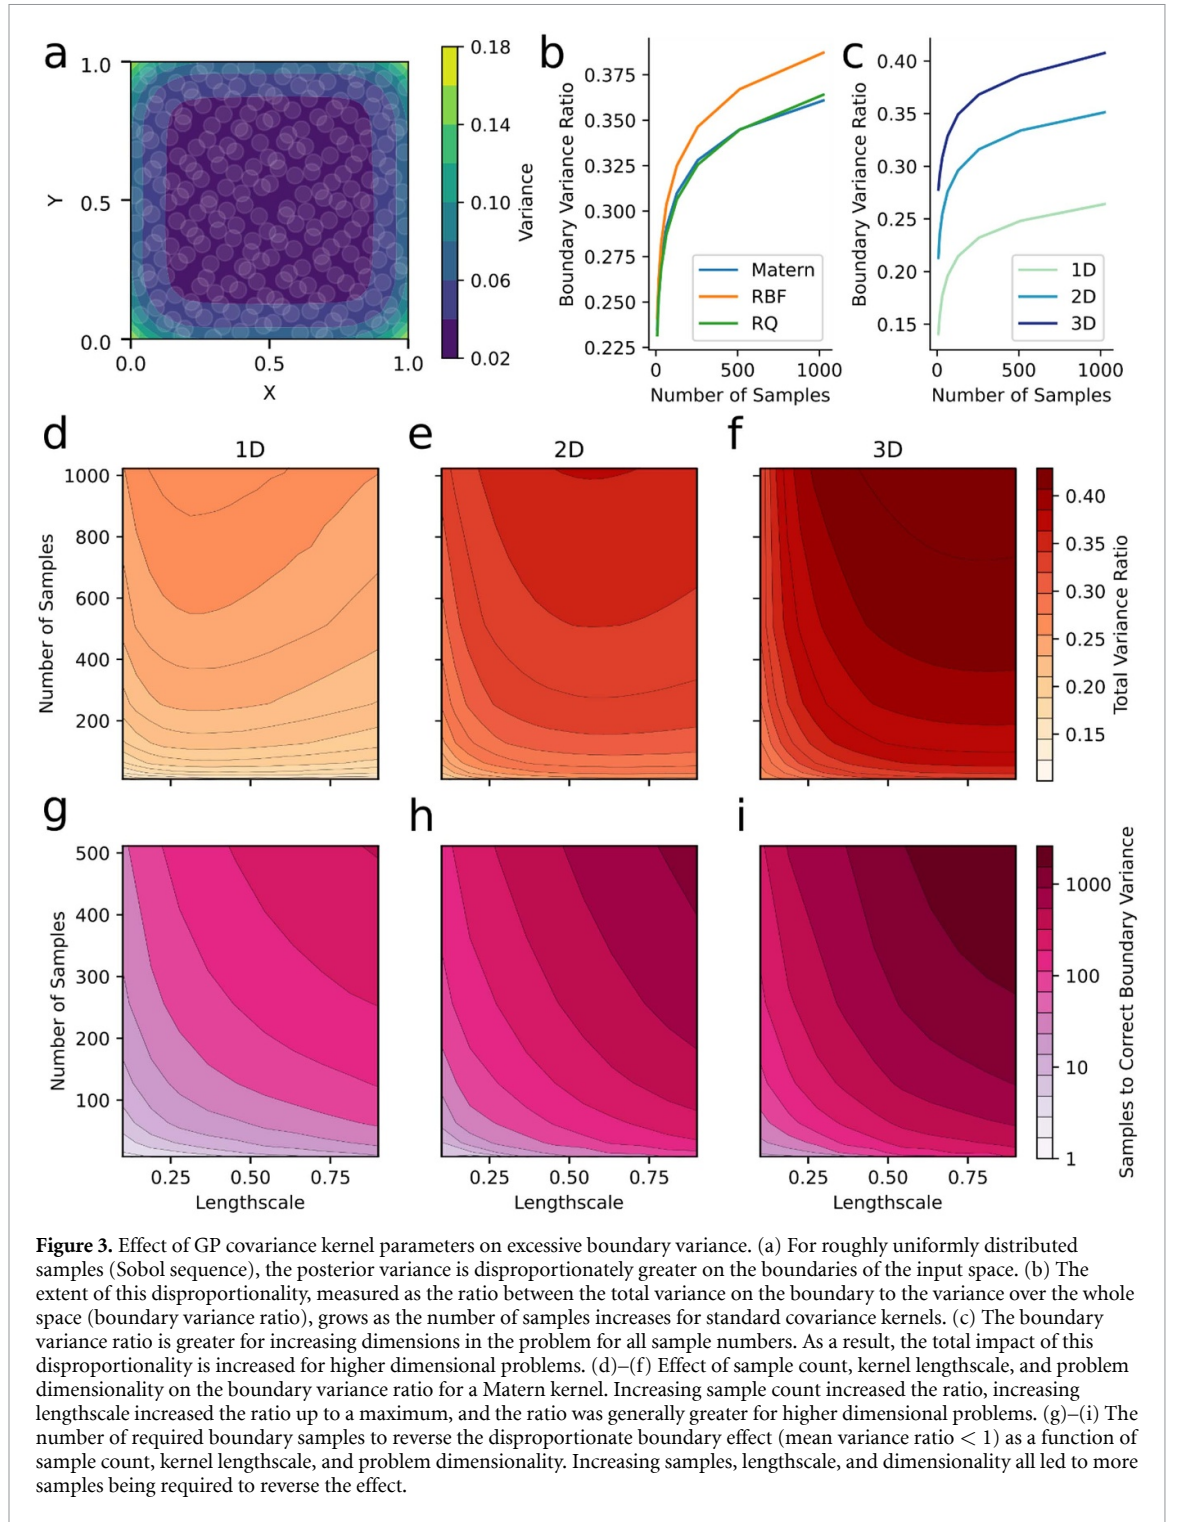 a
1.0
0.5
0.0
Y
0.0
0.5
1.0
X
0.18
0.14
0.10
0.06
0.02
Variance
b
0.375
0.350
0.325
0.300
0.275
0.250
0.225
Boundary Variance Ratio
Matern
RBF
RQ
0
500
1000
Number of Samples
c
0.40
0.35
0.30
0.25
0.20
0.15
Boundary Variance Ratio
1D
2D
3D
0
500
1000
Number of Samples
d
1D
1000
800
600
400
200
Number of Samples
e
2D
f
3D
0.40
0.35
0.30
0.25
0.20
0.15
Total Variance Ratio
g
500
400
300
200
100
Number of Samples
0.25
0.50
0.75
Lengthscale
h
0.25
0.50
0.75
Lengthscale
i
0.25
0.50
0.75
Lengthscale
1000
100
10
1
Samples to Correct Boundary Variance
Figure 3. Effect of GP covariance kernel parameters on excessive boundary variance. (a) For roughly uniformly distributed
samples (Sobol sequence), the posterior variance is disproportionately greater on the boundaries of the input space. (b) The
extent of this disproportionality, measured as the ratio between the total variance on the boundary to the variance over the whole
space (boundary variance ratio), grows as the number of samples increases for standard covariance kernels. (c) The boundary
variance ratio is greater for increasing dimensions in the problem for all sample numbers. As a result, the total impact of this
disproportionality is increased for higher dimensional problems. (d)–(f) Effect of sample count, kernel lengthscale, and problem
dimensionality on the boundary variance ratio for a Matern kernel. Increasing sample count increased the ratio, increasing
lengthscale increased the ratio up to a maximum, and the ratio was generally greater for higher dimensional problems. (g)–(i) The
number of required boundary samples to reverse the disproportionate boundary effect (mean variance ratio < 1) as a function of
sample count, kernel lengthscale, and problem dimensionality. Increasing samples, lengthscale, and dimensionality all led to more
samples being required to reverse the effect.